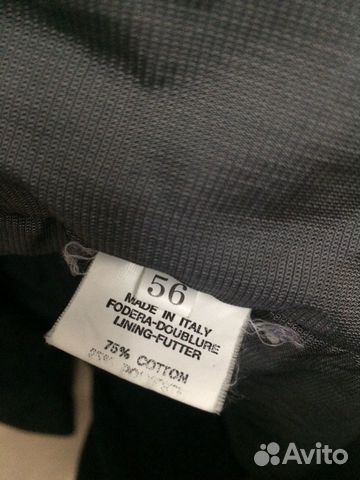 56
MADE IN ITALY
FODERA-DOUBLURE
LINING-FUTTER
75% COTTON
Avito